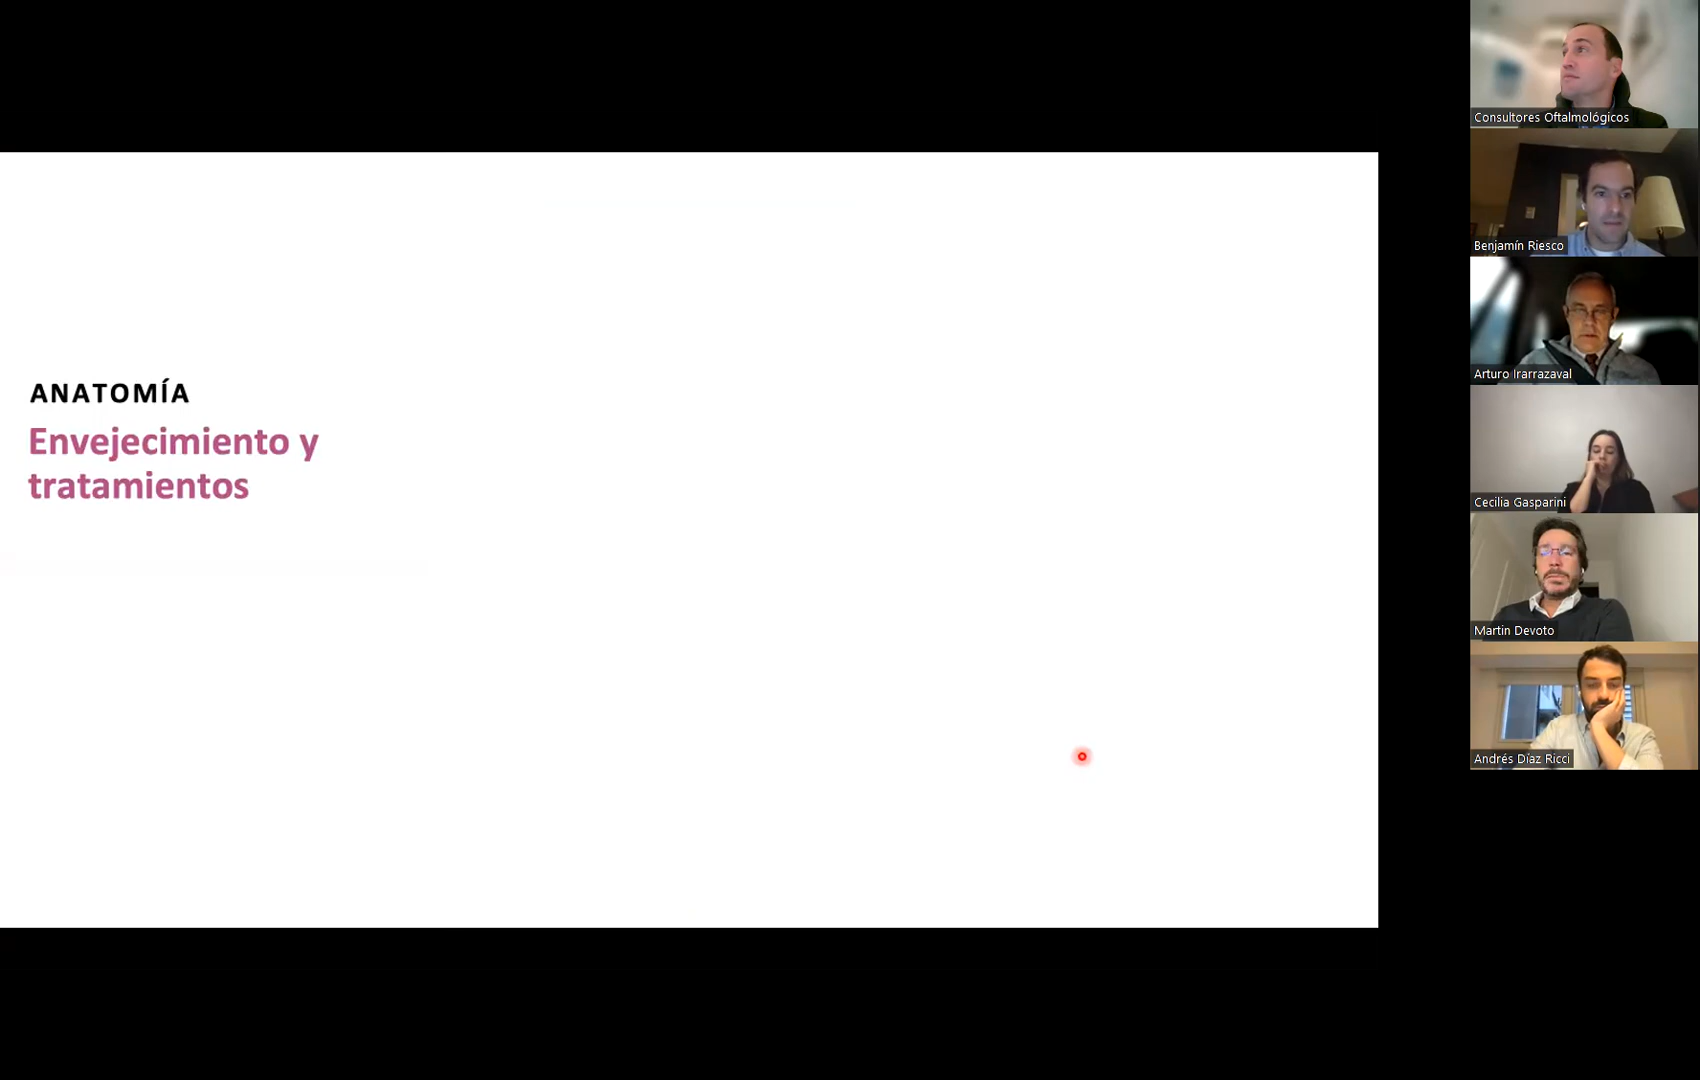 ANATOMÍA
Envejecimiento y
tratamientos
Consultores Oftalmológicos
Benjamín Riesco
Arturo Irarrazaval
Cecilia Gasparini
Martin Devoto
Andrés Díaz Ricci